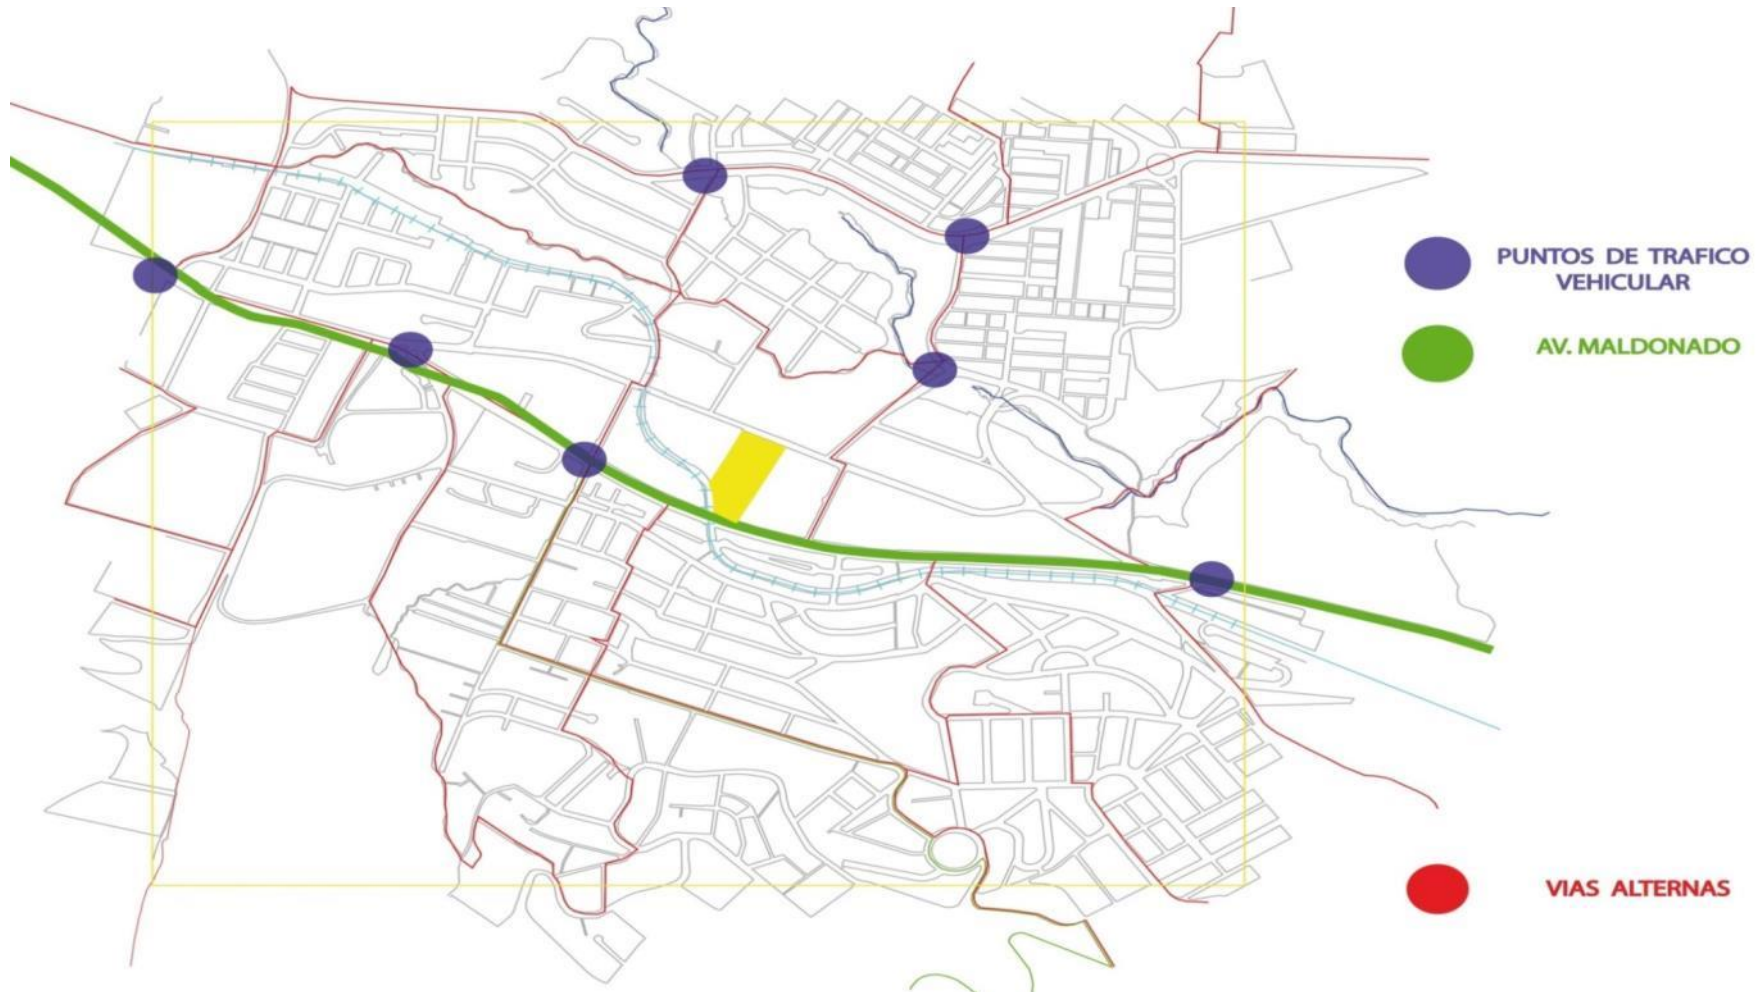 PUNTOS DE TRAFICO
VEHICULAR
AV. MALDONADO
VIAS ALTERNAS